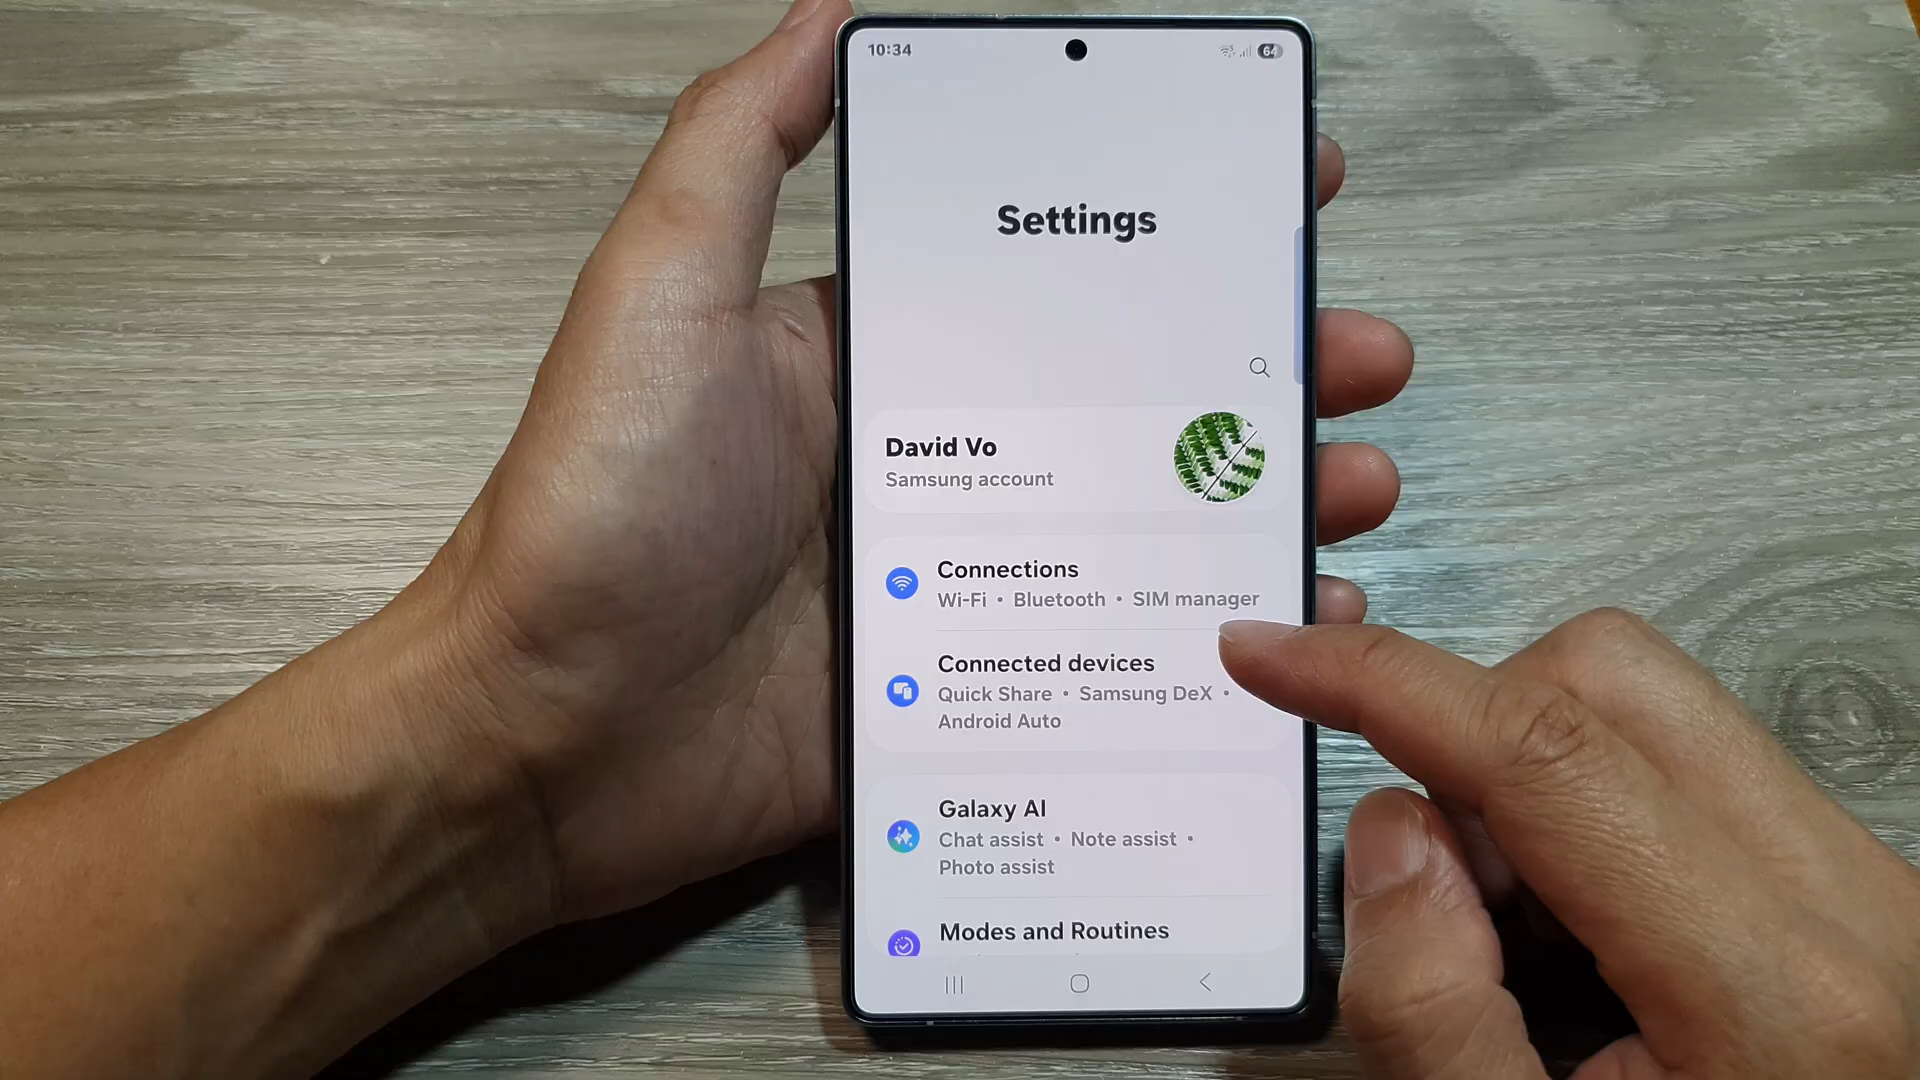 10:34
64
Settings
David Vo
Samsung account
Connections
Wi-Fi • Bluetooth • SIM manager
Connected devices
Quick Share • Samsung DeX •
Android Auto
Galaxy AI
Chat assist • Note assist •
Photo assist
Modes and Routines